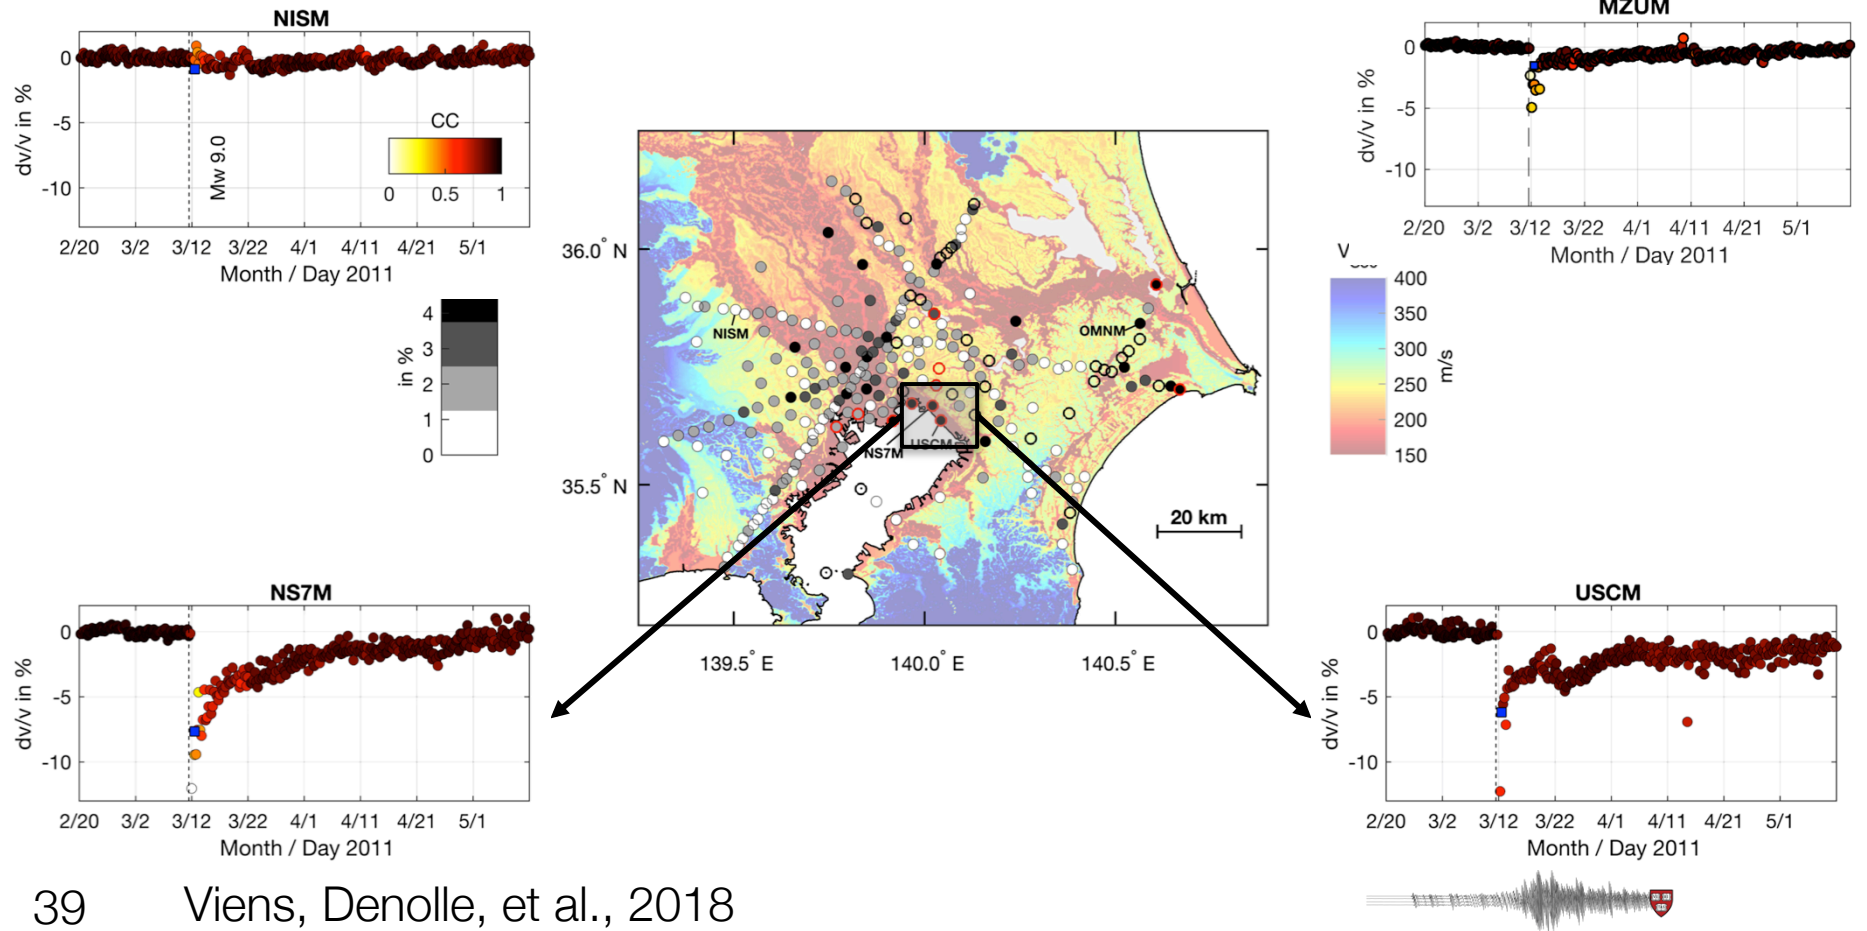 NISM
0
-5
-10
dv/v in %
Mw 9.0
CC
0 0.5 1
2/20 3/2 3/12 3/22 4/1 4/11 4/21 5/1
Month / Day 2011
MZUM
0
-5
-10
dv/v in %
2/20 3/2 3/12 3/22 4/1 4/11 4/21 5/1
Month / Day 2011
4
3
2
1
0
in %
36.0° N
35.5° N
139.5° E 140.0° E 140.5° E
NISM
OMNM
NS7M
USCM
20 km
V
400
350
300
250
200
150
m/s
NS7M
0
-5
-10
dv/v in %
2/20 3/2 3/12 3/22 4/1 4/11 4/21 5/1
Month / Day 2011
USCM
0
-5
-10
dv/v in %
2/20 3/2 3/12 3/22 4/1 4/11 4/21 5/1
Month / Day 2011
39
Viens, Denolle, et al., 2018